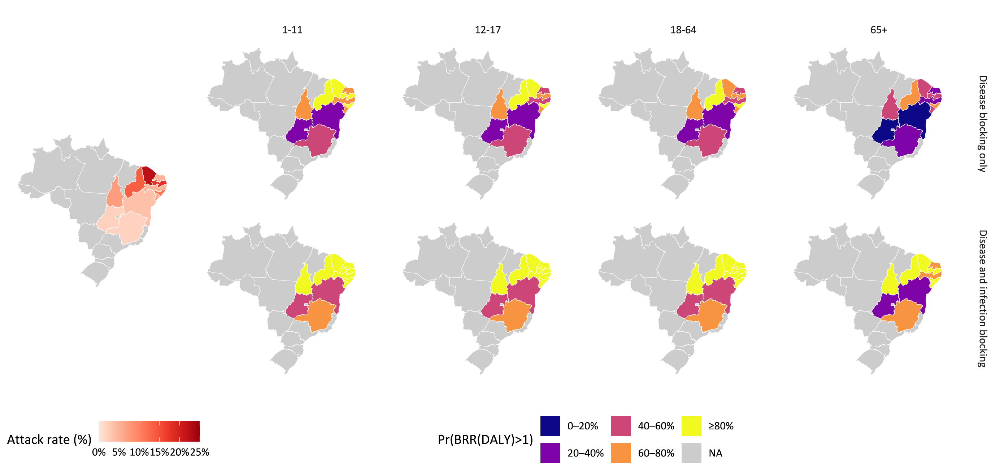 1-11
12-17
18-64
65+
Disease blocking only
Disease and infection blocking
Attack rate (%)
0% 5% 10% 15% 20% 25%
Pr(BRR(DALY)>1)
0–20% 40–60% ≥80%
20–40% 60–80% NA